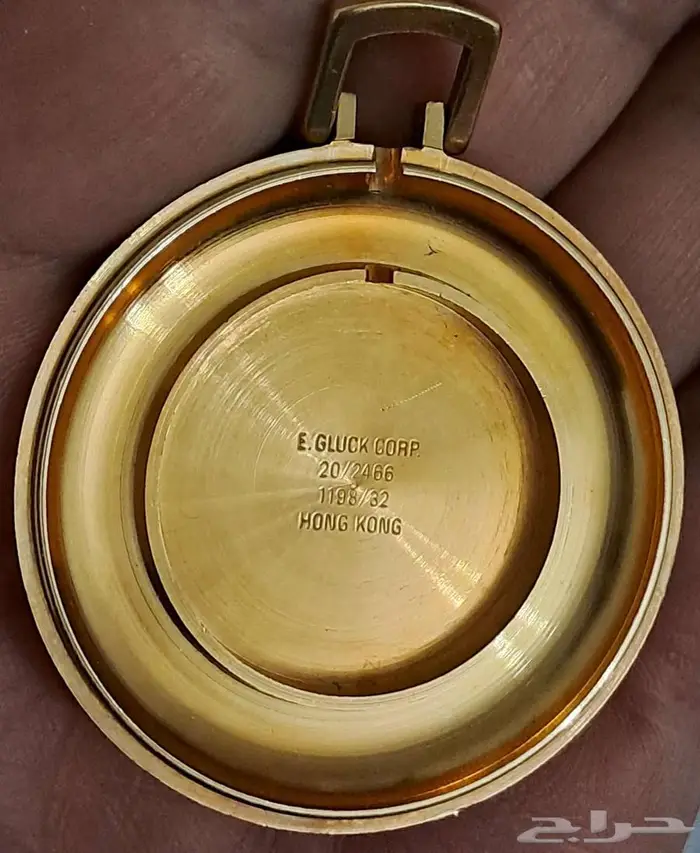 E. GLUCK CORP.
20/2466
1198/32
HONG KONG
حراج